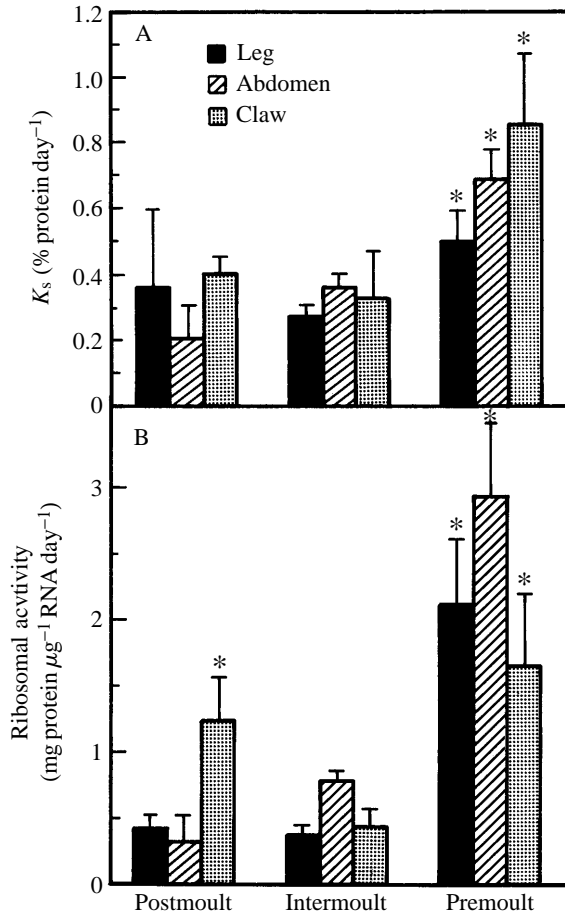 A
Leg
Abdomen
Claw
1.2
1.0
0.8
0.6
0.4
0.2
0
Kₛ (% protein day⁻¹)
*
*
*
B
3
2
1
0
Ribosomal acvtivity
(mg protein μg⁻¹ RNA day⁻¹)
*
*
*
*
Postmoult Intermoult Premoult